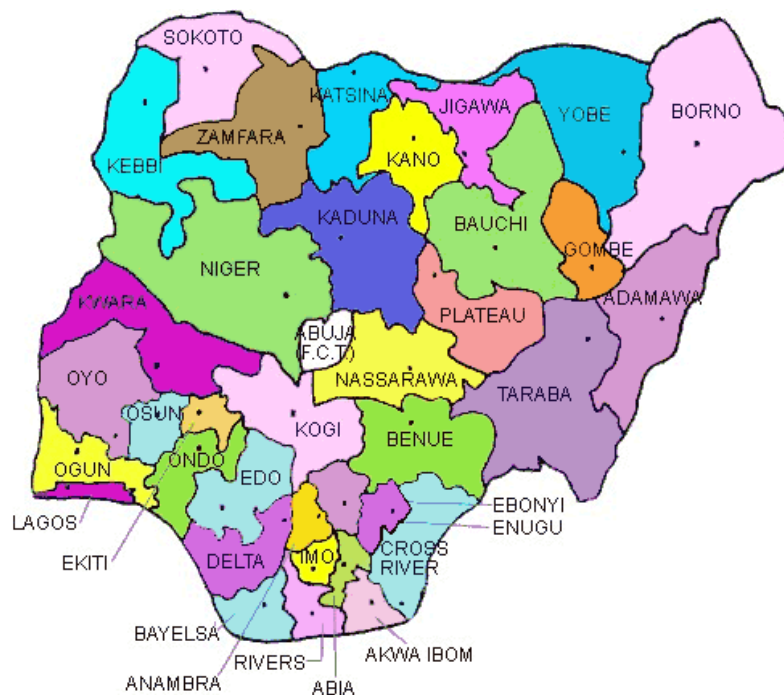 SOKOTO
KATSINA
JIGAWA
YOBE
BORNO
ZAMFARA
KANO
KEBBI
KADUNA
BAUCHI
NIGER
GOMBE
ADAMAWA
KWARA
PLATEAU
ABUJA
(F.C.T.)
OYO
NASSARAWA
TARABA
OSUN
KOGI
BENUE
OGUN
ONDO
EDO
EBONYI
LAGOS
ENUGU
EKITI
DELTA
IMO
CROSS
RIVER
BAYELSA
RIVERS
AKWA IBOM
ANAMBRA
ABIA